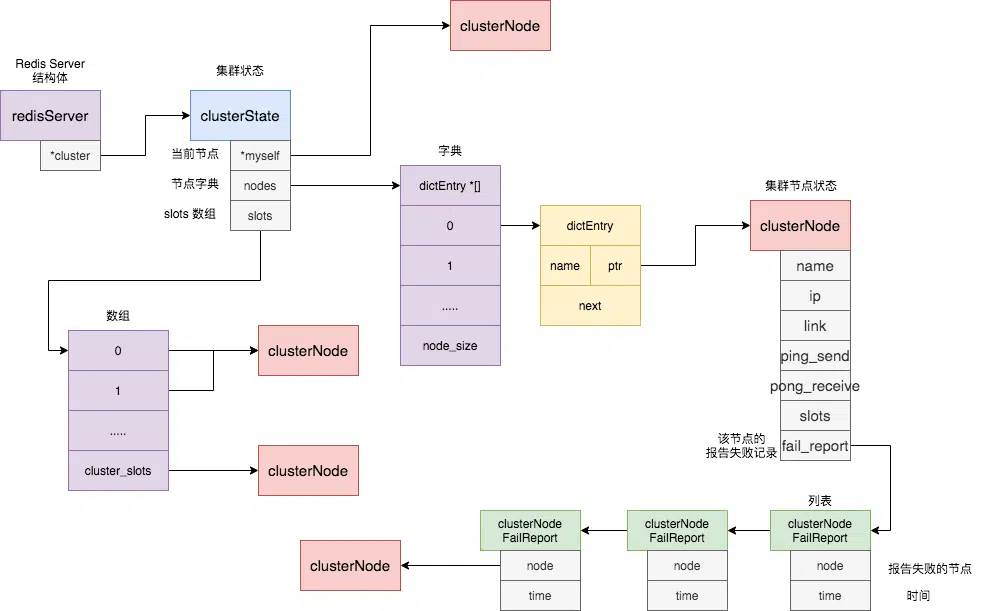 clusterNode
Redis Server
结构体
redisServer
*cluster
集群状态
clusterState
当前节点
*myself
节点字典
nodes
slots 数组
slots
字典
dictEntry *[]
0
1
.....
node_size
dictEntry
name
ptr
next
集群节点状态
clusterNode
name
ip
link
ping_send
pong_receive
slots
该节点的
报告失败记录
fail_report
数组
0
1
.....
cluster_slots
clusterNode
clusterNode
列表
clusterNode
FailReport
node
time
clusterNode
FailReport
node
time
clusterNode
FailReport
node
time
报告失败的节点
时间
clusterNode